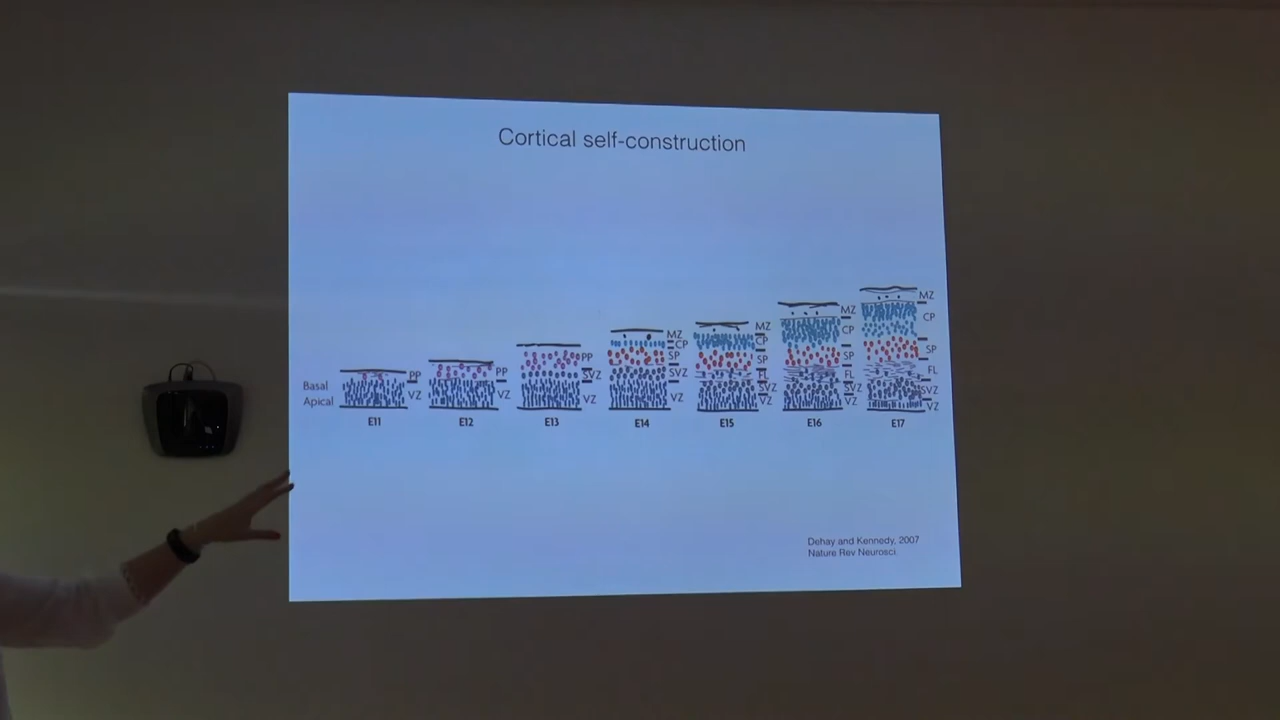 Cortical self-construction
Basal
Apical
PP
VZ
E11
PP
VZ
E12
PP
SVZ
VZ
E13
MZ
CP
SP
SVZ
VZ
E14
MZ
CP
SP
FL
SVZ
VZ
E15
MZ
CP
SP
FL
SVZ
VZ
E16
MZ
CP
SP
FL
SVZ
VZ
E17
Dehay and Kennedy, 2007
Nature Rev Neurosci.